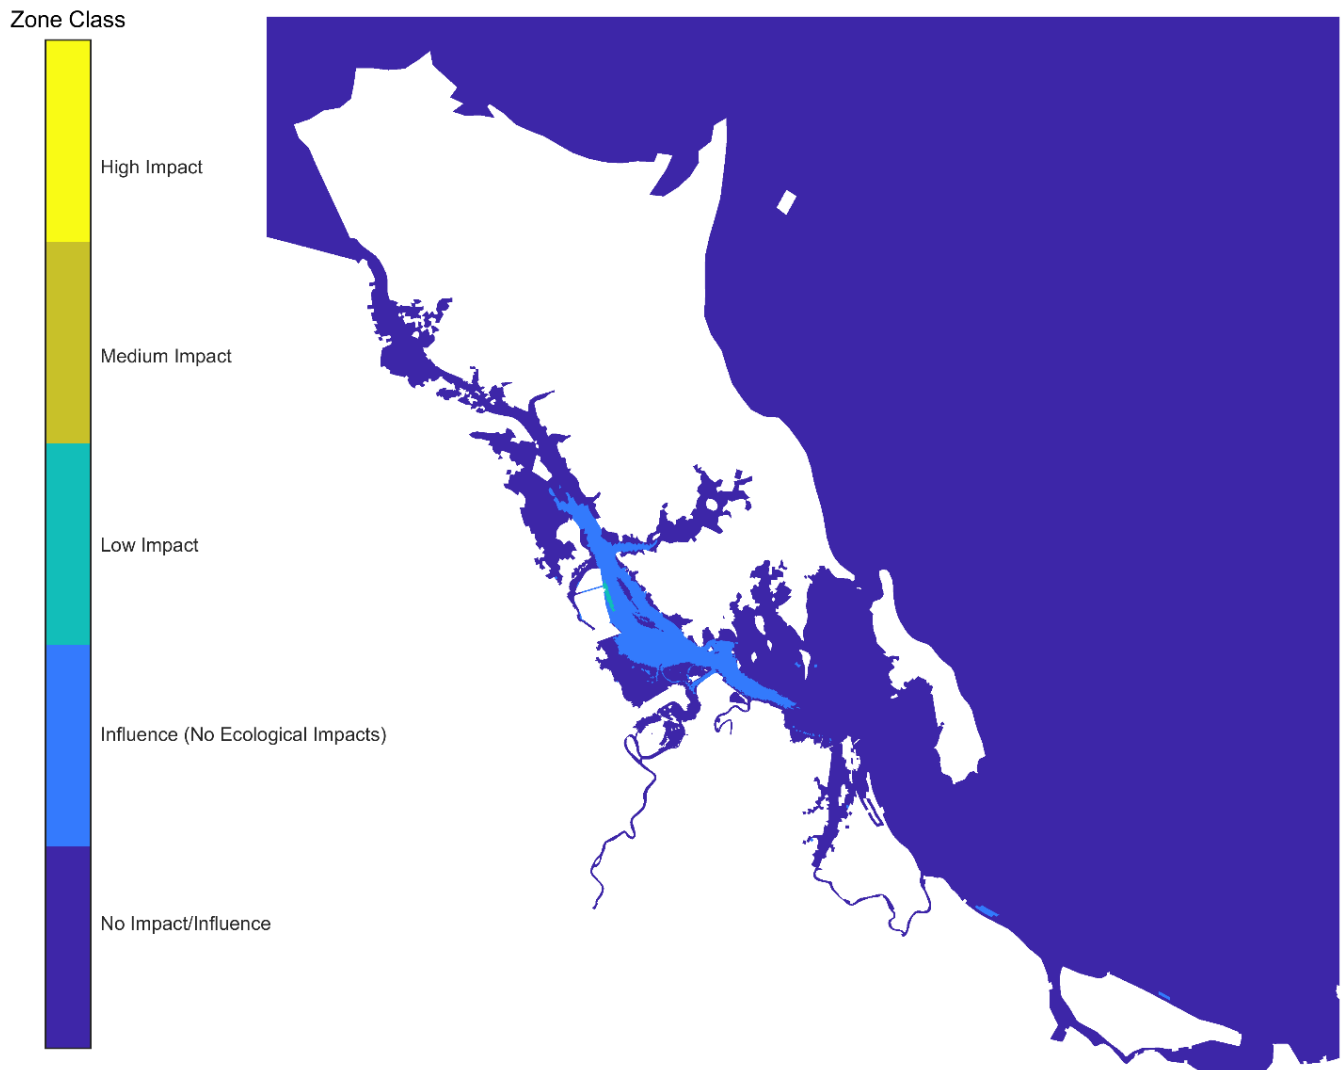 Zone Class
High Impact
Medium Impact
Low Impact
Influence (No Ecological Impacts)
No Impact/Influence